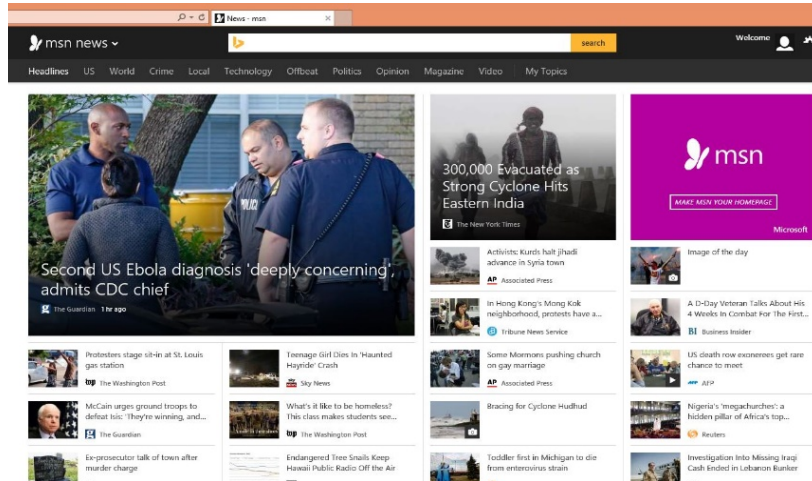 News - msn
msn news
search
Welcome
Headlines US World Crime Local Technology Offbeat Politics Opinion Magazine Video My Topics
Second US Ebola diagnosis 'deeply concerning',
admits CDC chief
The Guardian 1 hr ago
POLICE
300,000 Evacuated as
Strong Cyclone Hits
Eastern India
The New York Times
msn
MAKE MSN YOUR HOMEPAGE
Microsoft
Protesters stage sit-in at St. Louis
gas station
The Washington Post
McCain urges ground troops to
defeat Isis: 'They're winning, and...
The Guardian
Ex-prosecutor talk of town after
murder charge
Teenage Girl Dies In 'Haunted
Hayride' Crash
Sky News
What's it like to be homeless?
This class makes students see...
The Washington Post
Endangered Tree Snails Keep
Hawaii Public Radio Off the Air
Activists: Kurds halt jihadi
advance in Syria town
AP Associated Press
In Hong Kong's Mong Kok
neighborhood, protests have a...
Tribune News Service
Some Mormons pushing church
on gay marriage
AP Associated Press
Bracing for Cyclone Hudhud
Toddler first in Michigan to die
from enterovirus strain
Image of the day
A D-Day Veteran Talks About His
4 Weeks In Combat For The First...
BI Business Insider
US death row exonerees get rare
chance to meet
AFP AFP
Nigeria's 'megachurches': a
hidden pillar of Africa's top...
Reuters
Investigation Into Missing Iraqi
Cash Ended in Lebanon Bunker